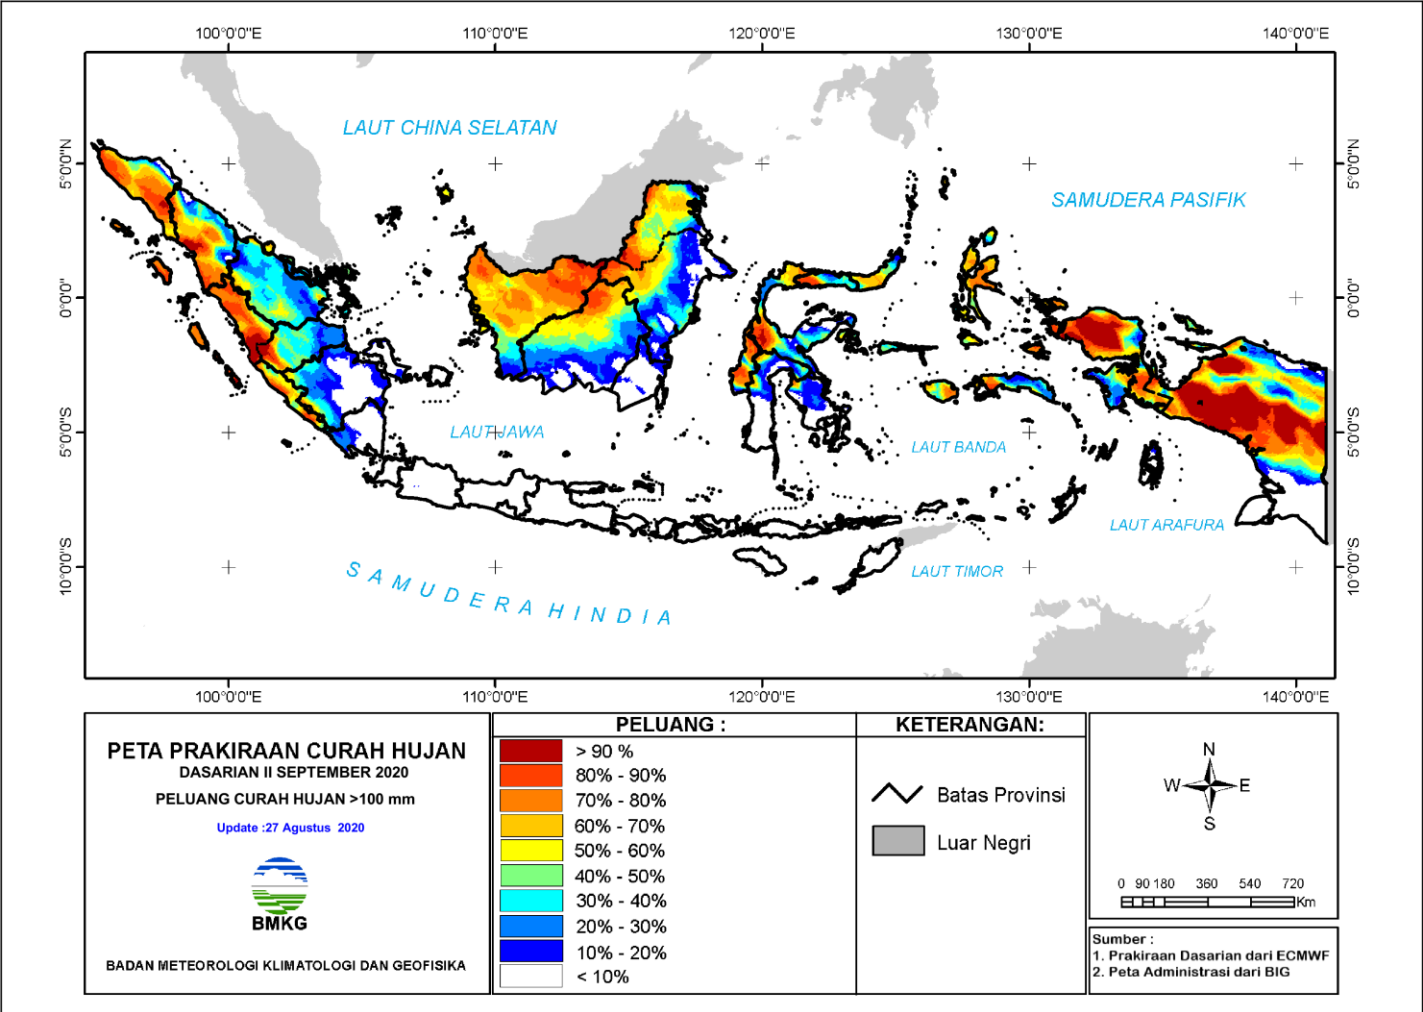 100°0'0"E 110°0'0"E 120°0'0"E 130°0'0"E 140°0'0"E
LAUT CHINA SELATAN
SAMUDERA PASIFIK
5°0'0"N 5°0'0"N
0°0'0" 0°0'0"
5°0'0"S 5°0'0"S
LAUT JAWA
LAUT BANDA
LAUT ARAFURA
10°0'0"S 10°0'0"S
LAUT TIMOR
SAMUDERA HINDIA
100°0'0"E 110°0'0"E 120°0'0"E 130°0'0"E 140°0'0"E
PETA PRAKIRAAN CURAH HUJAN
DASARIAN II SEPTEMBER 2020
PELUANG CURAH HUJAN >100 mm
Update :27 Agustus 2020
BMKG
BADAN METEOROLOGI KLIMATOLOGI DAN GEOFISIKA
PELUANG :
> 90 %
80% - 90%
70% - 80%
60% - 70%
50% - 60%
40% - 50%
30% - 40%
20% - 30%
10% - 20%
< 10%
KETERANGAN:
Batas Provinsi
Luar Negri
N
W E
S
0 90 180 360 540 720
Km
Sumber :
1. Prakiraan Dasarian dari ECMWF
2. Peta Administrasi dari BIG